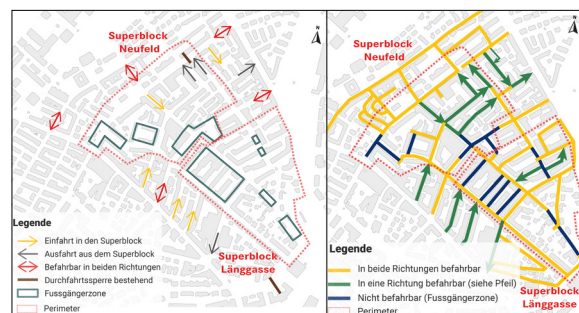 Superblock
Neufeld
N
Superblock
Länggasse
Legende
Einfahrt in den Superblock
Ausfahrt aus dem Superblock
Befahrbar in beiden Richtungen
Durchfahrtssperre bestehend
Fussgängerzone
Perimeter
Superblock
Neufeld
N
Legende
In beide Richtungen befahrbar
In eine Richtung befahrbar (siehe Pfeil)
Nicht befahrbar (Fussgängerzone)
Perimeter
Superblock
Länggasse